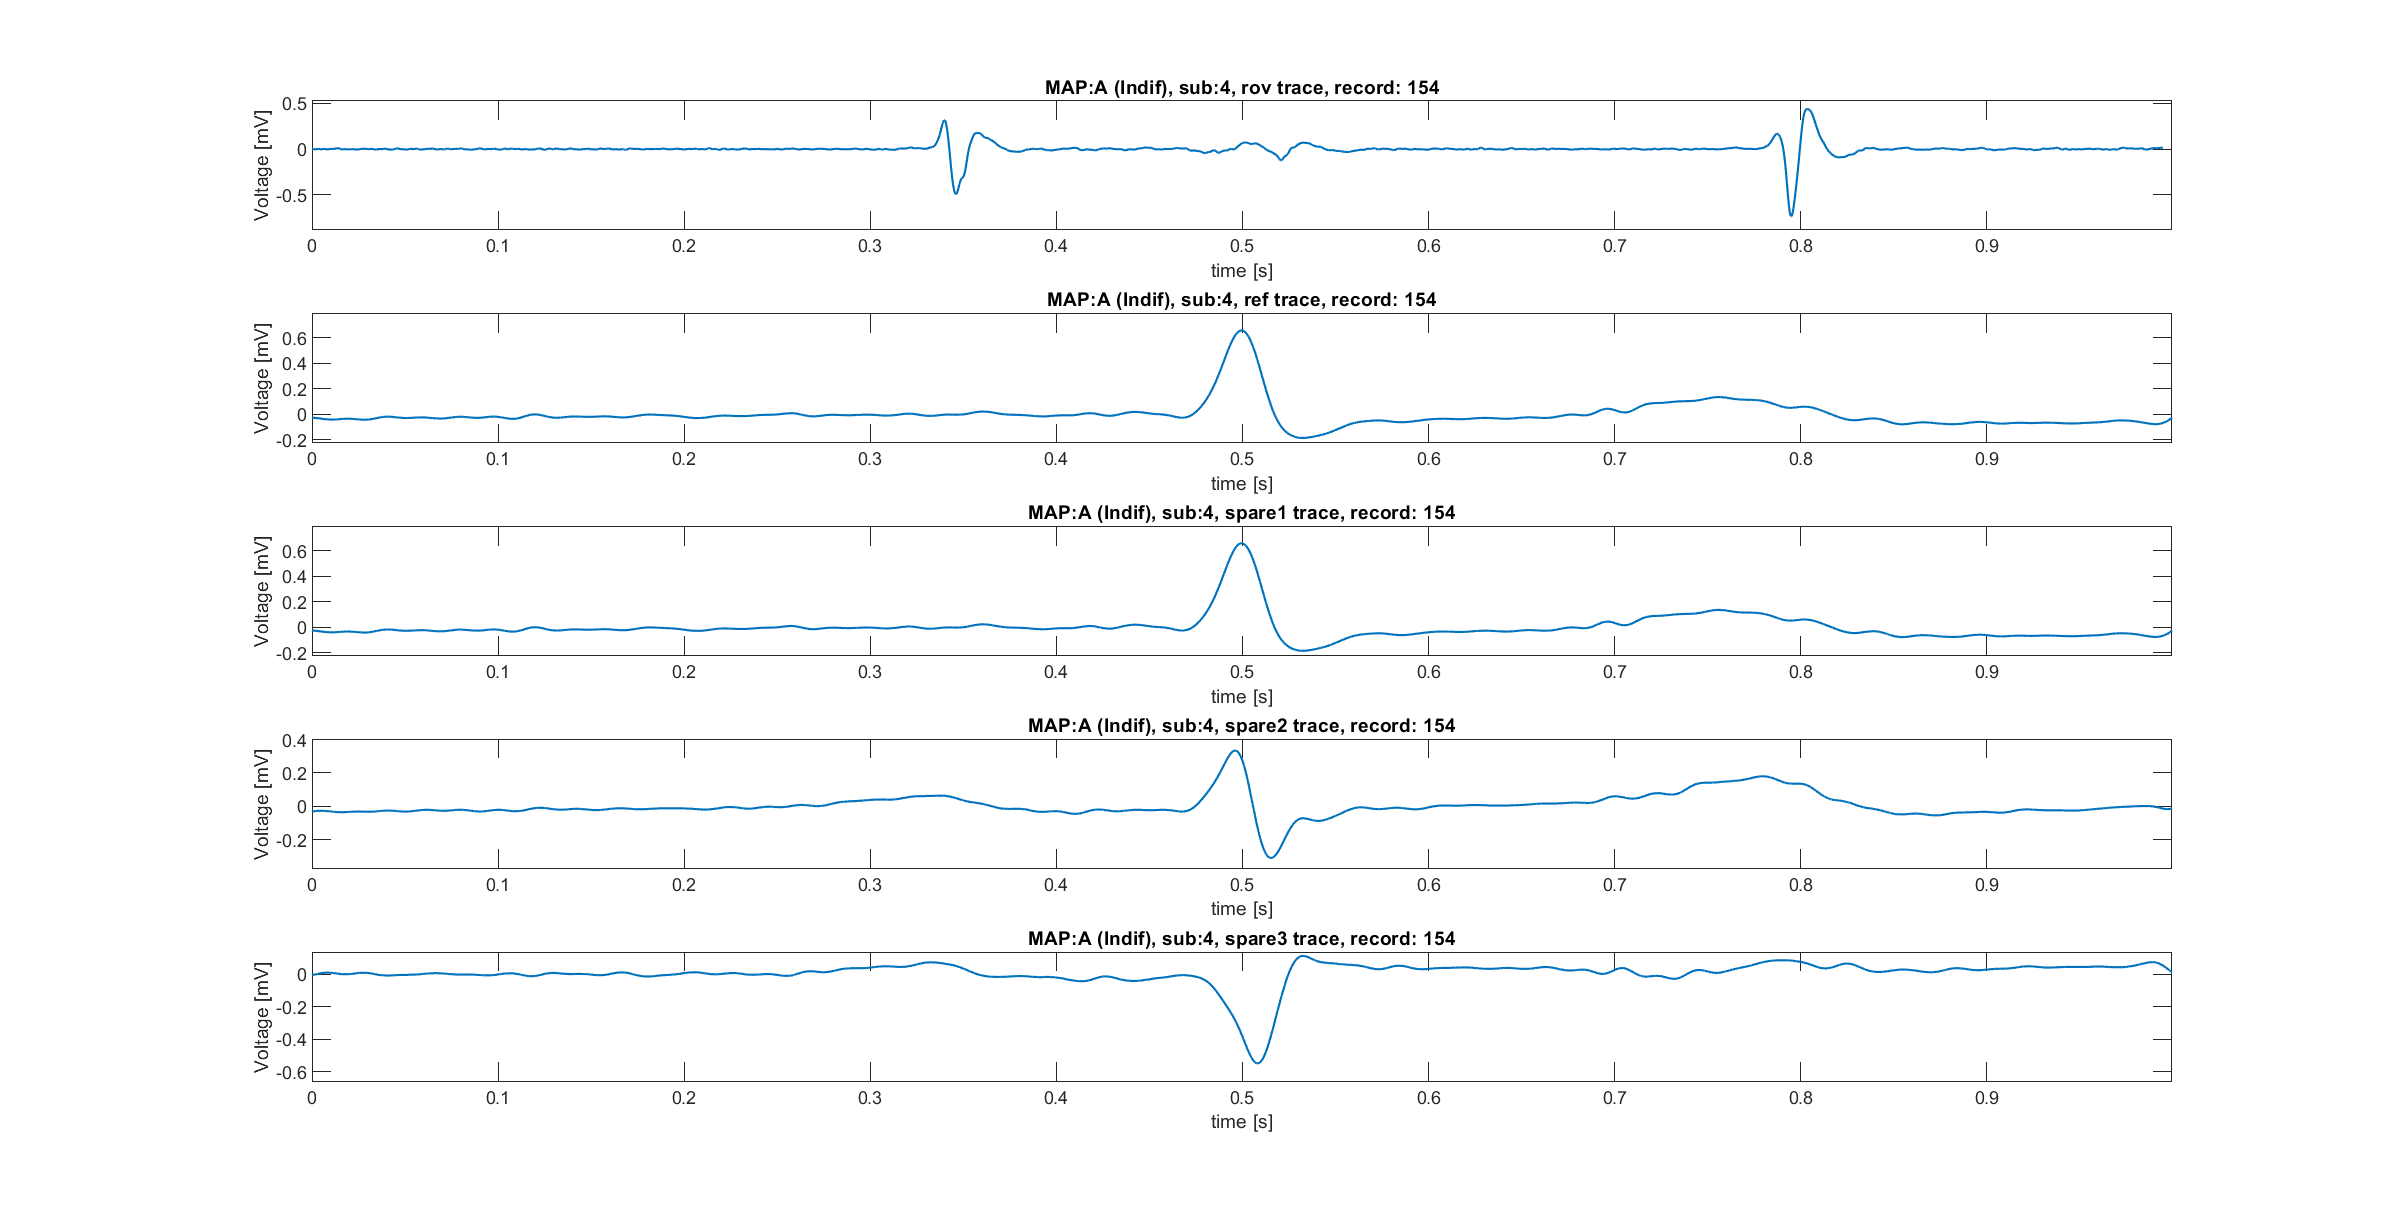 MAP:A (Indif), sub:4, rov trace, record: 154
Voltage [mV]
0.5
0
-0.5
0 0.1 0.2 0.3 0.4 0.5 0.6 0.7 0.8 0.9
time [s]
MAP:A (Indif), sub:4, ref trace, record: 154
Voltage [mV]
0.6
0.4
0.2
0
-0.2
0 0.1 0.2 0.3 0.4 0.5 0.6 0.7 0.8 0.9
time [s]
MAP:A (Indif), sub:4, spare1 trace, record: 154
Voltage [mV]
0.6
0.4
0.2
0
-0.2
0 0.1 0.2 0.3 0.4 0.5 0.6 0.7 0.8 0.9
time [s]
MAP:A (Indif), sub:4, spare2 trace, record: 154
Voltage [mV]
0.4
0.2
0
-0.2
0 0.1 0.2 0.3 0.4 0.5 0.6 0.7 0.8 0.9
time [s]
MAP:A (Indif), sub:4, spare3 trace, record: 154
Voltage [mV]
0
-0.2
-0.4
-0.6
0 0.1 0.2 0.3 0.4 0.5 0.6 0.7 0.8 0.9
time [s]